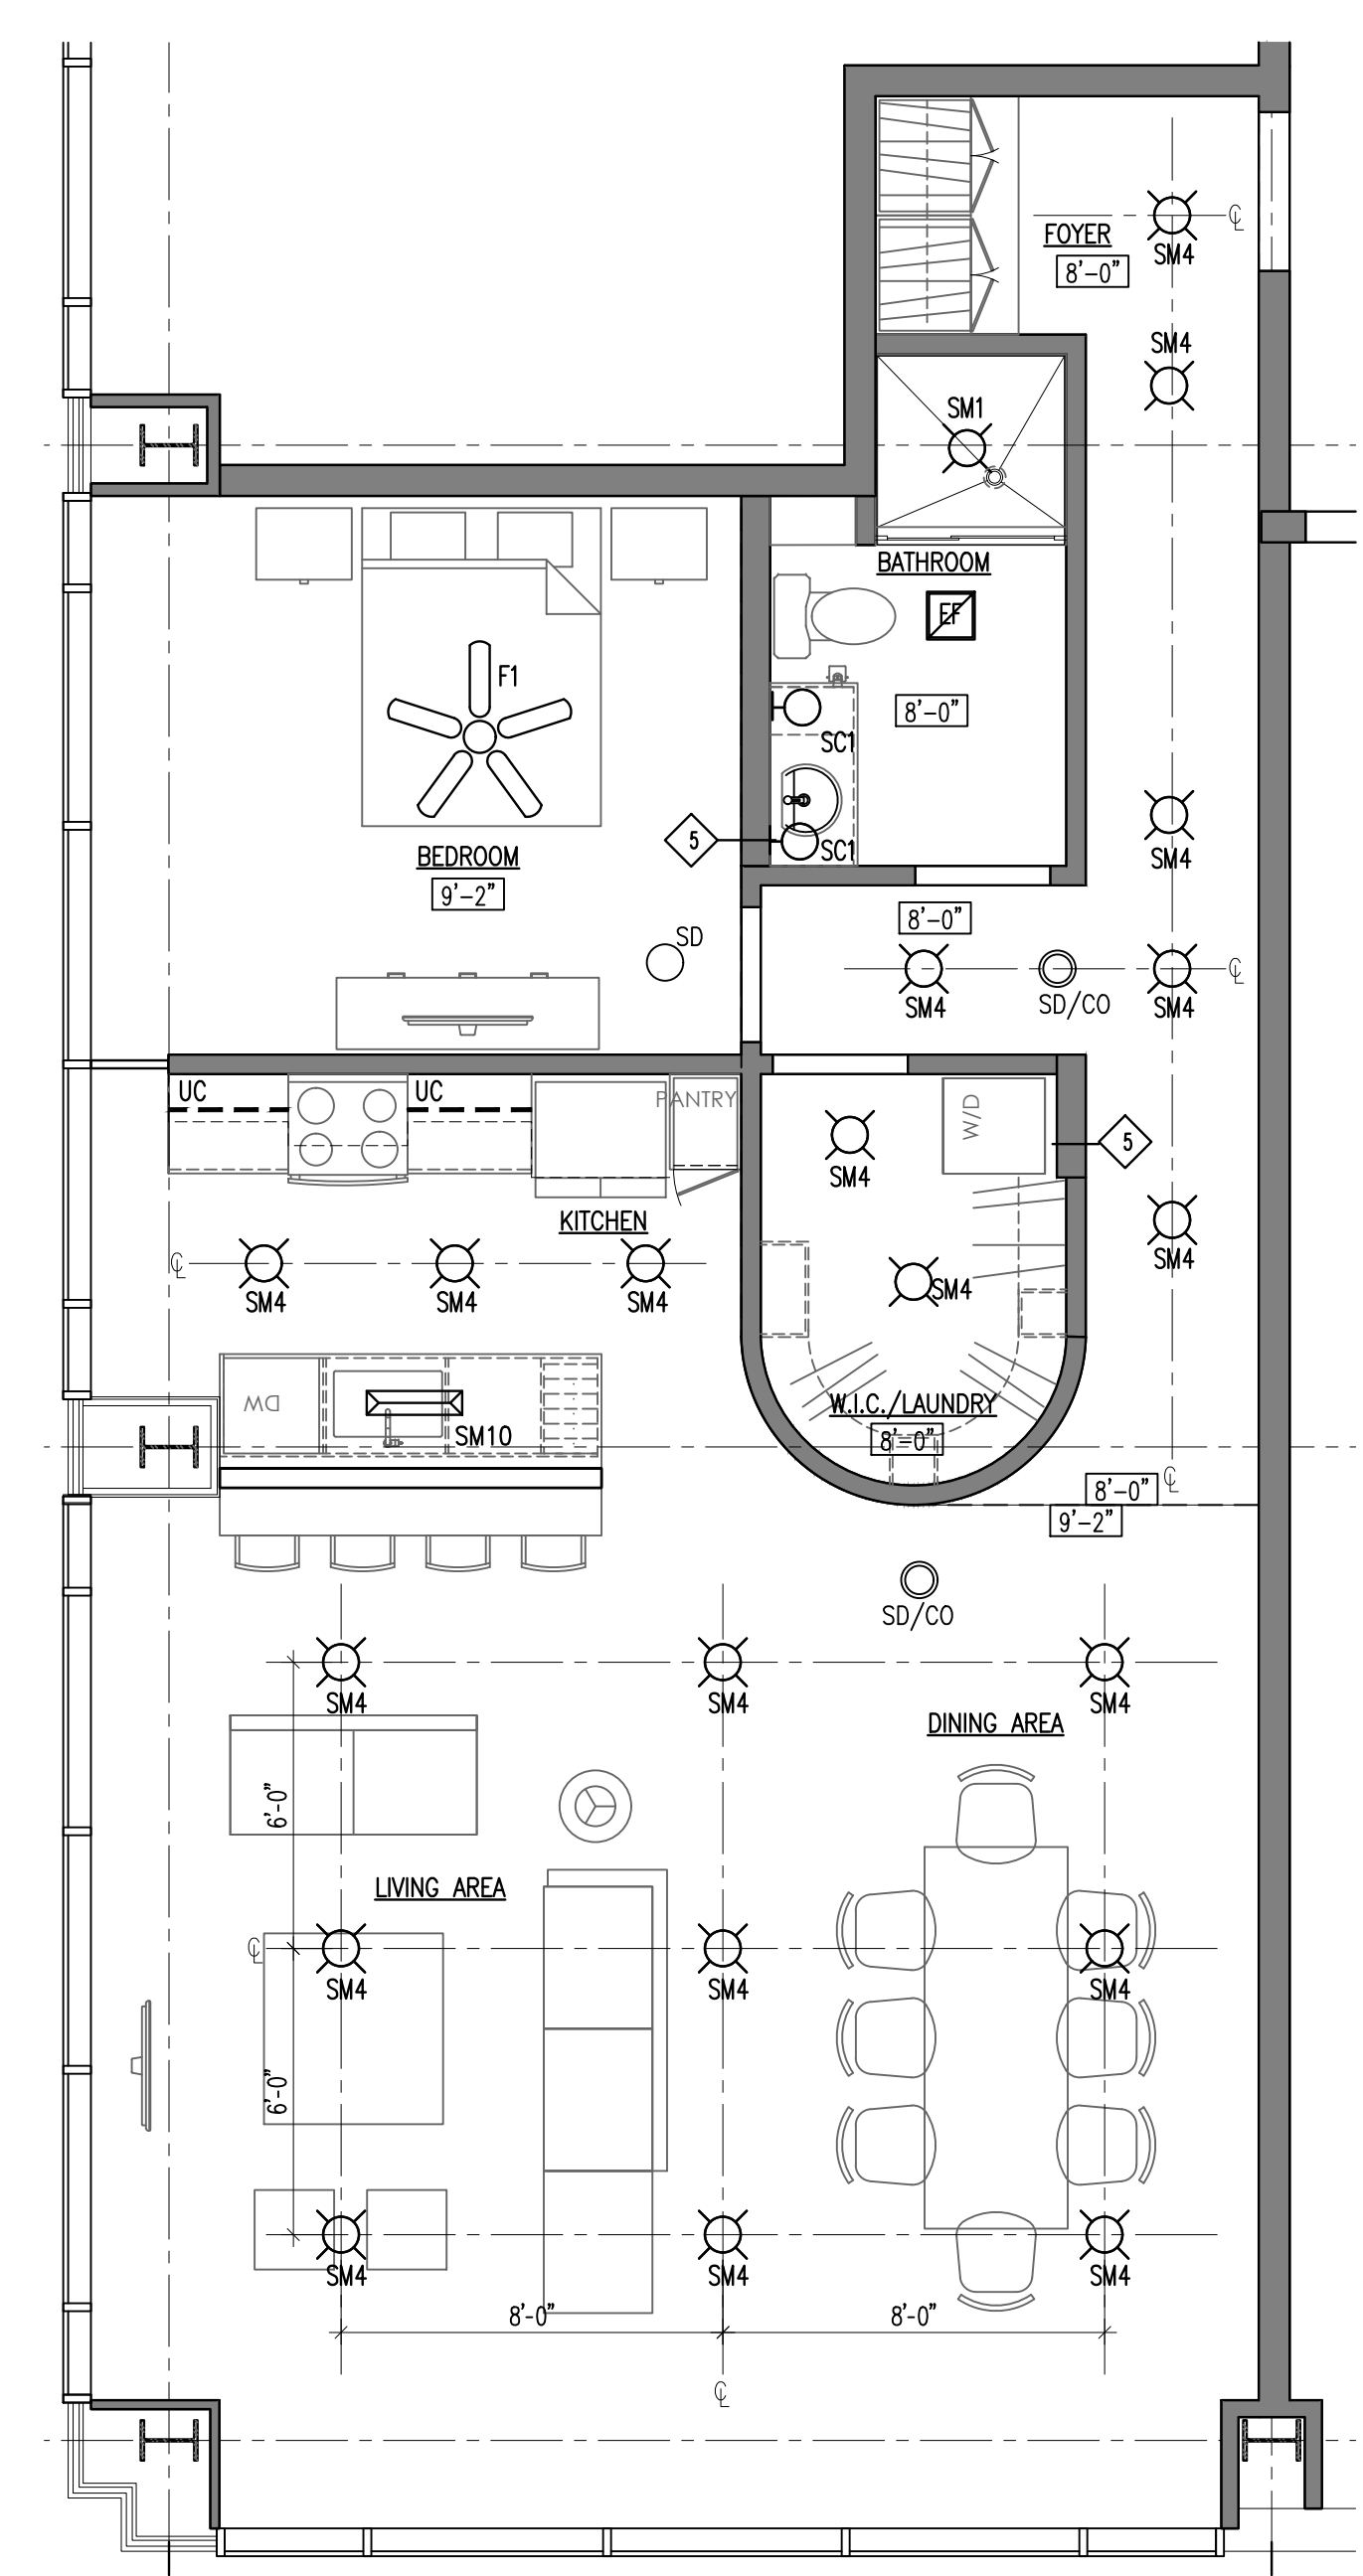 FOYER
8'-0"
℄
SM4
SM4
SM1
BATHROOM
EF
F1
8'-0"
SC1
SC1
5
SM4
BEDROOM
9'-2"
8'-0"
SD
SM4
SD/CO
SM4
℄
UC
UC
PANTRY
W/D
5
SM4
KITCHEN
SM4
℄
SM4
SM4
SM4
SM4
DW
SM10
W.I.C./LAUNDRY
8'-0"
℄
8'-0"
9'-2"
SD/CO
SM4
SM4
SM4
DINING AREA
6'-0"
LIVING AREA
℄
SM4
SM4
SM4
6'-0"
SM4
SM4
SM4
8'-0"
8'-0"
℄